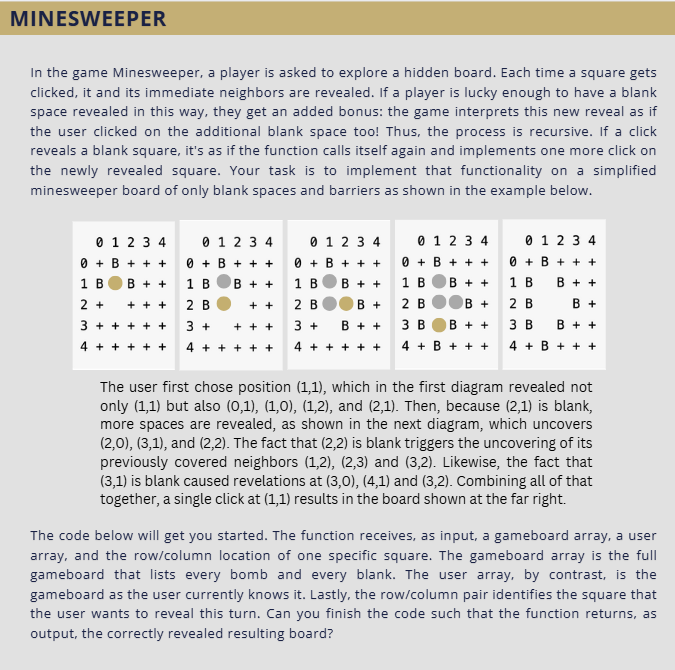 MINESWEEPER
In the game Minesweeper, a player is asked to explore a hidden board. Each time a square gets
clicked, it and its immediate neighbors are revealed. If a player is lucky enough to have a blank
space revealed in this way, they get an added bonus: the game interprets this new reveal as if
the user clicked on the additional blank space too! Thus, the process is recursive. If a click
reveals a blank square, it's as if the function calls itself again and implements one more click on
the newly revealed square. Your task is to implement that functionality on a simplified
minesweeper board of only blank spaces and barriers as shown in the example below.
0 1 2 3 4
0 + B + + +
1 B B + +
2 + + + +
3 + + + + +
4 + + + + +
0 1 2 3 4
0 + B + + +
1 B B + +
2 B + +
3 + + + +
4 + + + + +
0 1 2 3 4
0 + B + + +
1 B B + +
2 B B +
3 + B + +
4 + + + + +
0 1 2 3 4
0 + B + + +
1 B B + +
2 B B +
3 B B + +
4 + B + + +
0 1 2 3 4
0 + B + + +
1 B B + +
2 B B +
3 B B + +
4 + B + + +
The user first chose position (1,1), which in the first diagram revealed not
only (1,1) but also (0,1), (1,0), (1,2), and (2,1). Then, because (2,1) is blank,
more spaces are revealed, as shown in the next diagram, which uncovers
(2,0), (3,1), and (2,2). The fact that (2,2) is blank triggers the uncovering of its
previously covered neighbors (1,2), (2,3) and (3,2). Likewise, the fact that
(3,1) is blank caused revelations at (3,0), (4,1) and (3,2). Combining all of that
together, a single click at (1,1) results in the board shown at the far right.
The code below will get you started. The function receives, as input, a gameboard array, a user
array, and the row/column location of one specific square. The gameboard array is the full
gameboard that lists every bomb and every blank. The user array, by contrast, is the
gameboard as the user currently knows it. Lastly, the row/column pair identifies the square that
the user wants to reveal this turn. Can you finish the code such that the function returns, as
output, the correctly revealed resulting board?